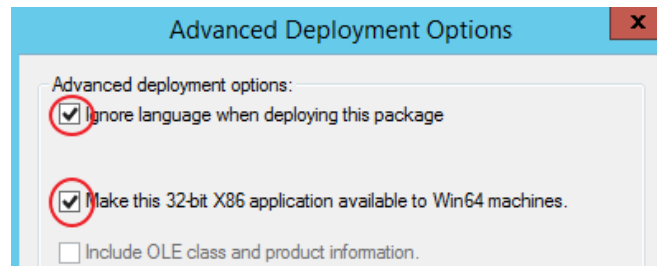 Advanced Deployment Options
x
Advanced deployment options:
Ignore language when deploying this package
Make this 32-bit X86 application available to Win64 machines.
Include OLE class and product information.